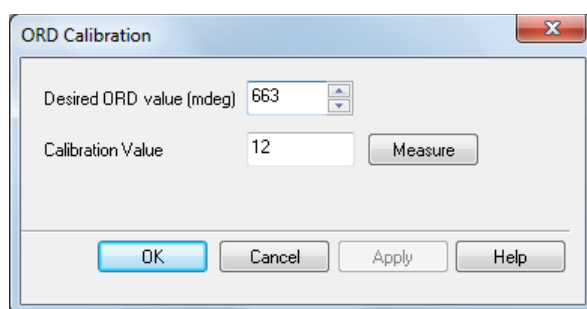 ORD Calibration
Desired ORD value (mdeg) 663
Calibration Value 12 Measure
OK Cancel Apply Help